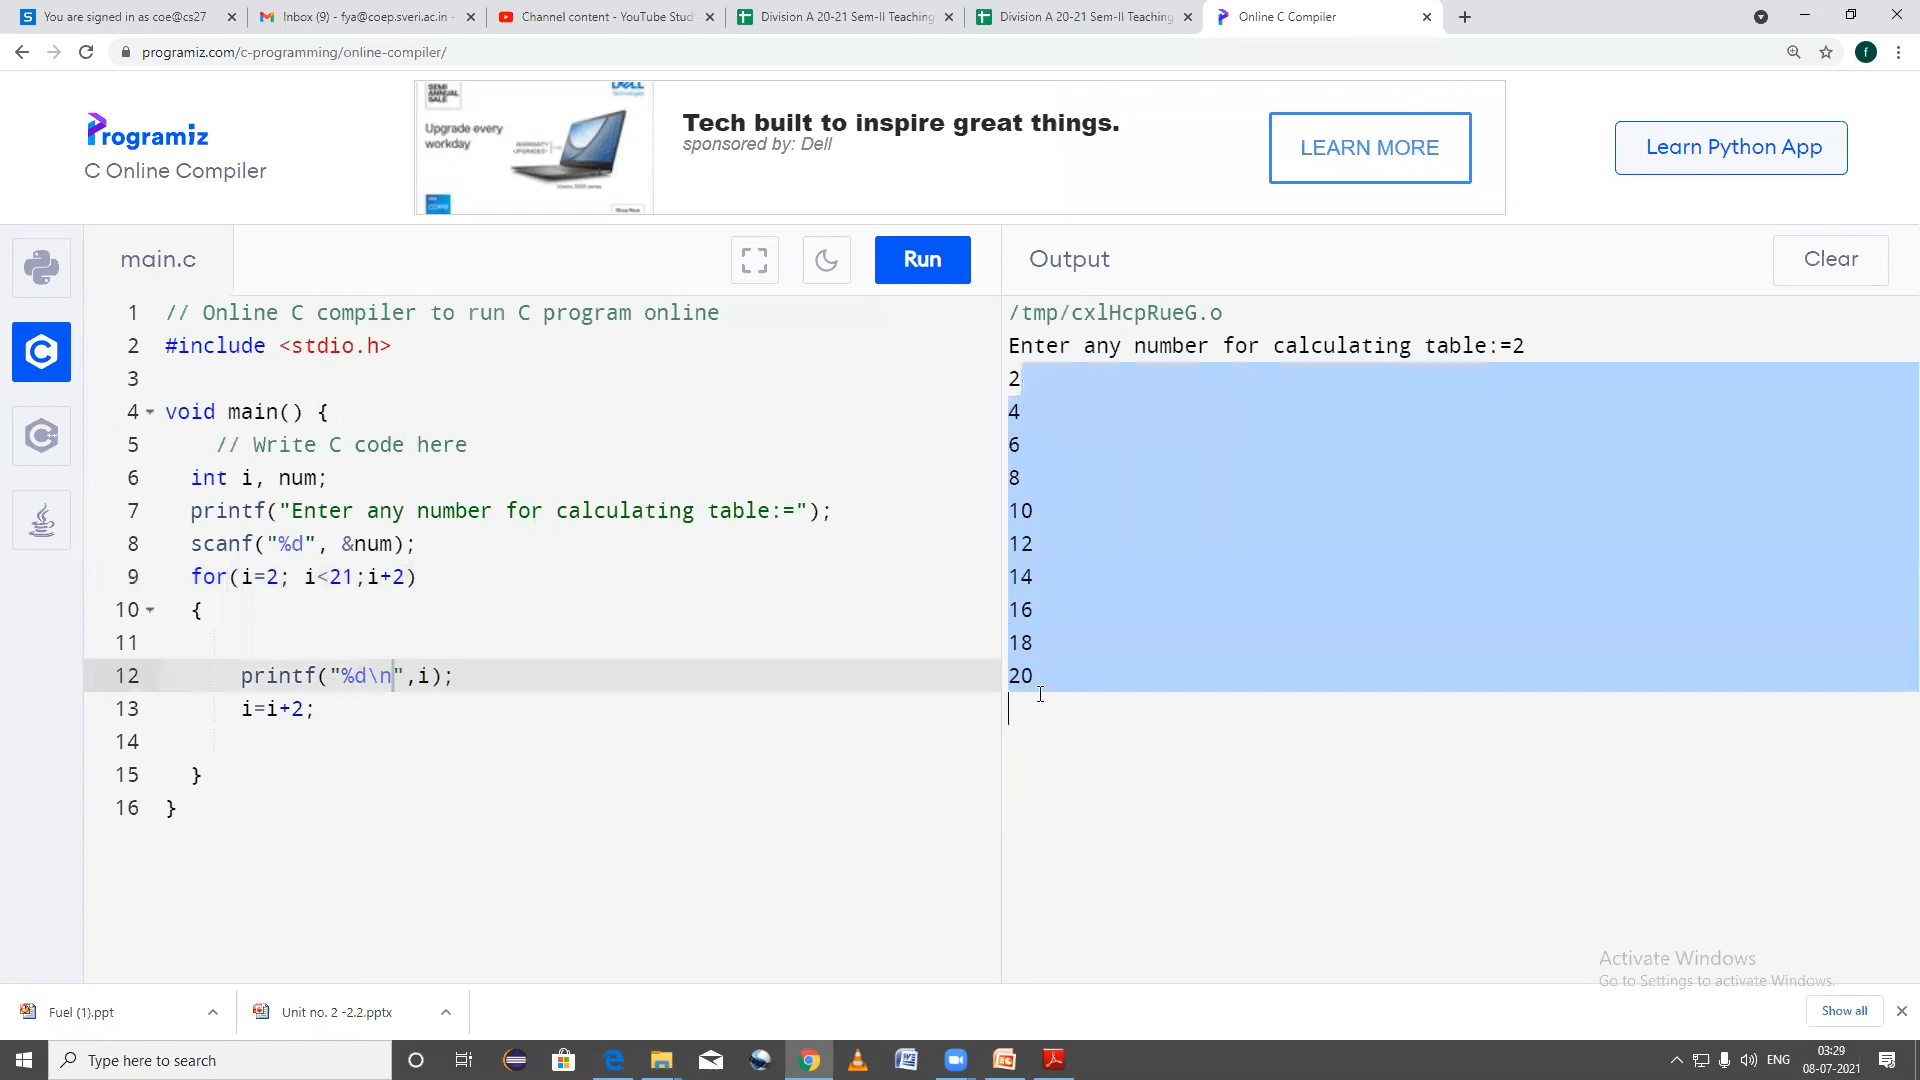 You are signed in as coe@cs27
Inbox (9) - fya@coep.sveri.ac.in -
Channel content - YouTube Stud
Division A 20-21 Sem-II Teaching
Division A 20-21 Sem-II Teaching
Online C Compiler
programiz.com/c-programming/online-compiler/
f
Programiz
C Online Compiler
SEMI
ANNUAL
SALE
DELL
Technologies
Upgrade every
workday
Tech built to inspire great things.
sponsored by: Dell
LEARN MORE
Learn Python App
main.c
Run
Output
Clear
1 // Online C compiler to run C program online
2 #include <stdio.h>
3
4 void main() {
5 // Write C code here
6 int i, num;
7 printf("Enter any number for calculating table:=");
8 scanf("%d", &num);
9 for(i=2; i<21;i+2)
10 {
11
12 printf("%d\n",i);
13 i=i+2;
14
15 }
16 }
/tmp/cxlHcpRueG.o
Enter any number for calculating table:=2
2
4
6
8
10
12
14
16
18
20
Activate Windows
Go to Settings to activate Windows.
Fuel (1).ppt
Unit no. 2 -2.2.pptx
Show all
Type here to search
ENG
03:29
08-07-2021